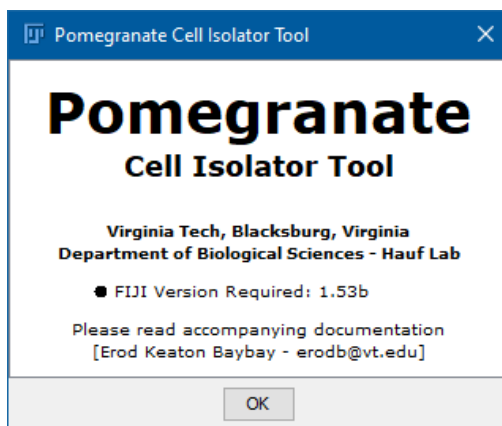 Pomegranate Cell Isolator Tool
Pomegranate
Cell Isolator Tool
Virginia Tech, Blacksburg, Virginia
Department of Biological Sciences - Hauf Lab
● FIJI Version Required: 1.53b
Please read accompanying documentation
[Erod Keaton Baybay - erodb@vt.edu]
OK